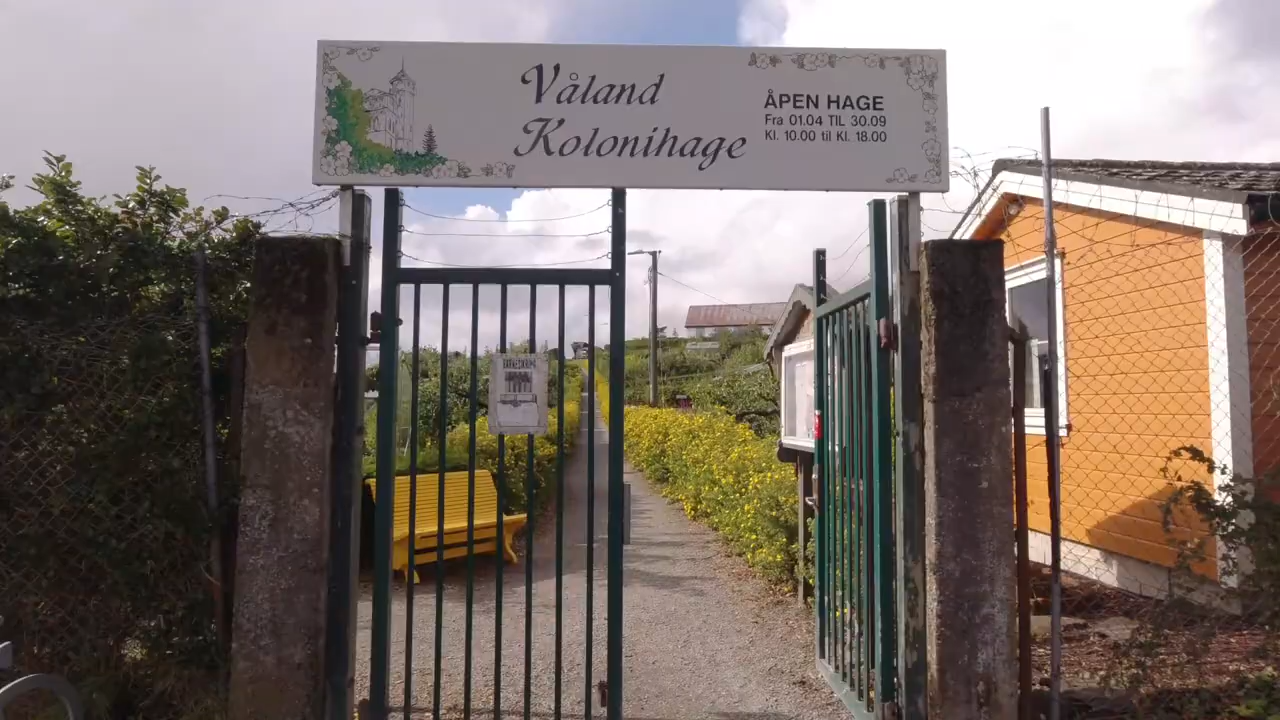 Våland
Kolonihage
ÅPEN HAGE
Fra 01.04 TIL 30.09
Kl. 10.00 til Kl. 18.00